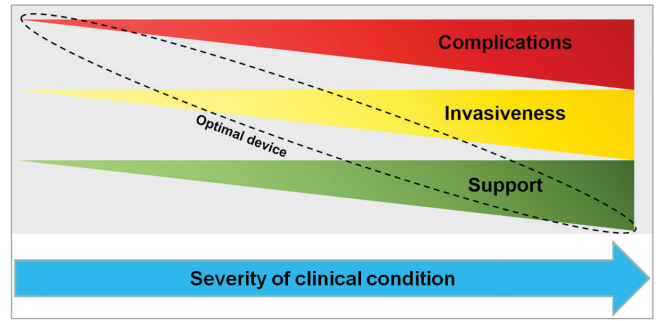 Complications
Invasiveness
Optimal device
Support
Severity of clinical condition